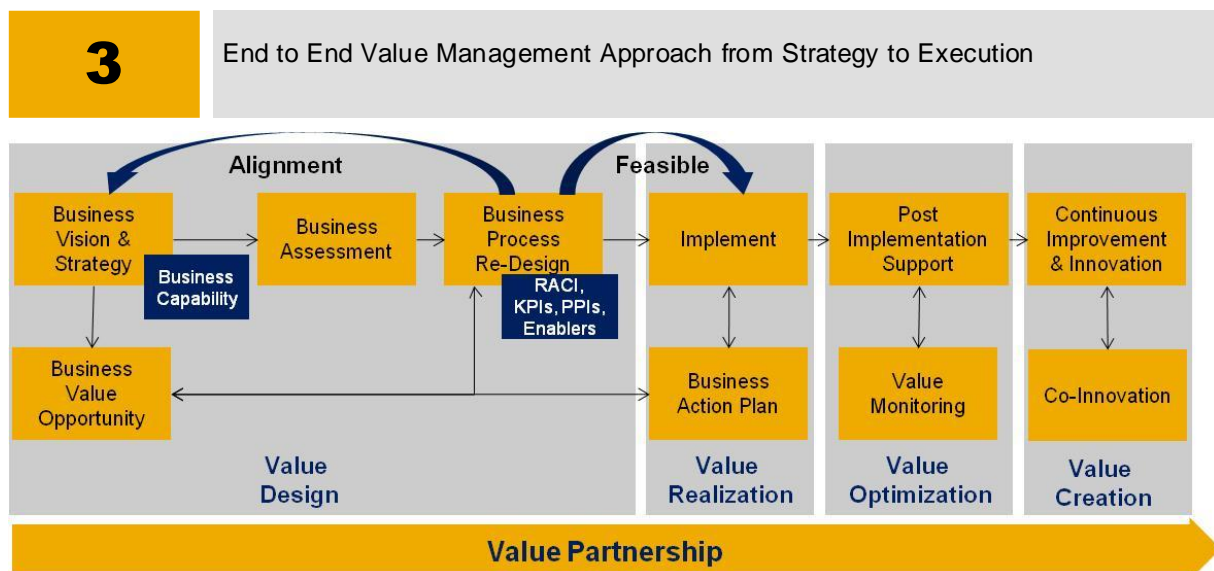 3
End to End Value Management Approach from Strategy to Execution
Alignment
Feasible
Business
Vision &
Strategy
Business
Capability
Business
Assessment
Business
Process
Re-Design
RACI,
KPIs, PPIs,
Enablers
Implement
Post
Implementation
Support
Continuous
Improvement
& Innovation
Business
Value
Opportunity
Business
Action Plan
Value
Monitoring
Co-Innovation
Value
Design
Value
Realization
Value
Optimization
Value
Creation
Value Partnership